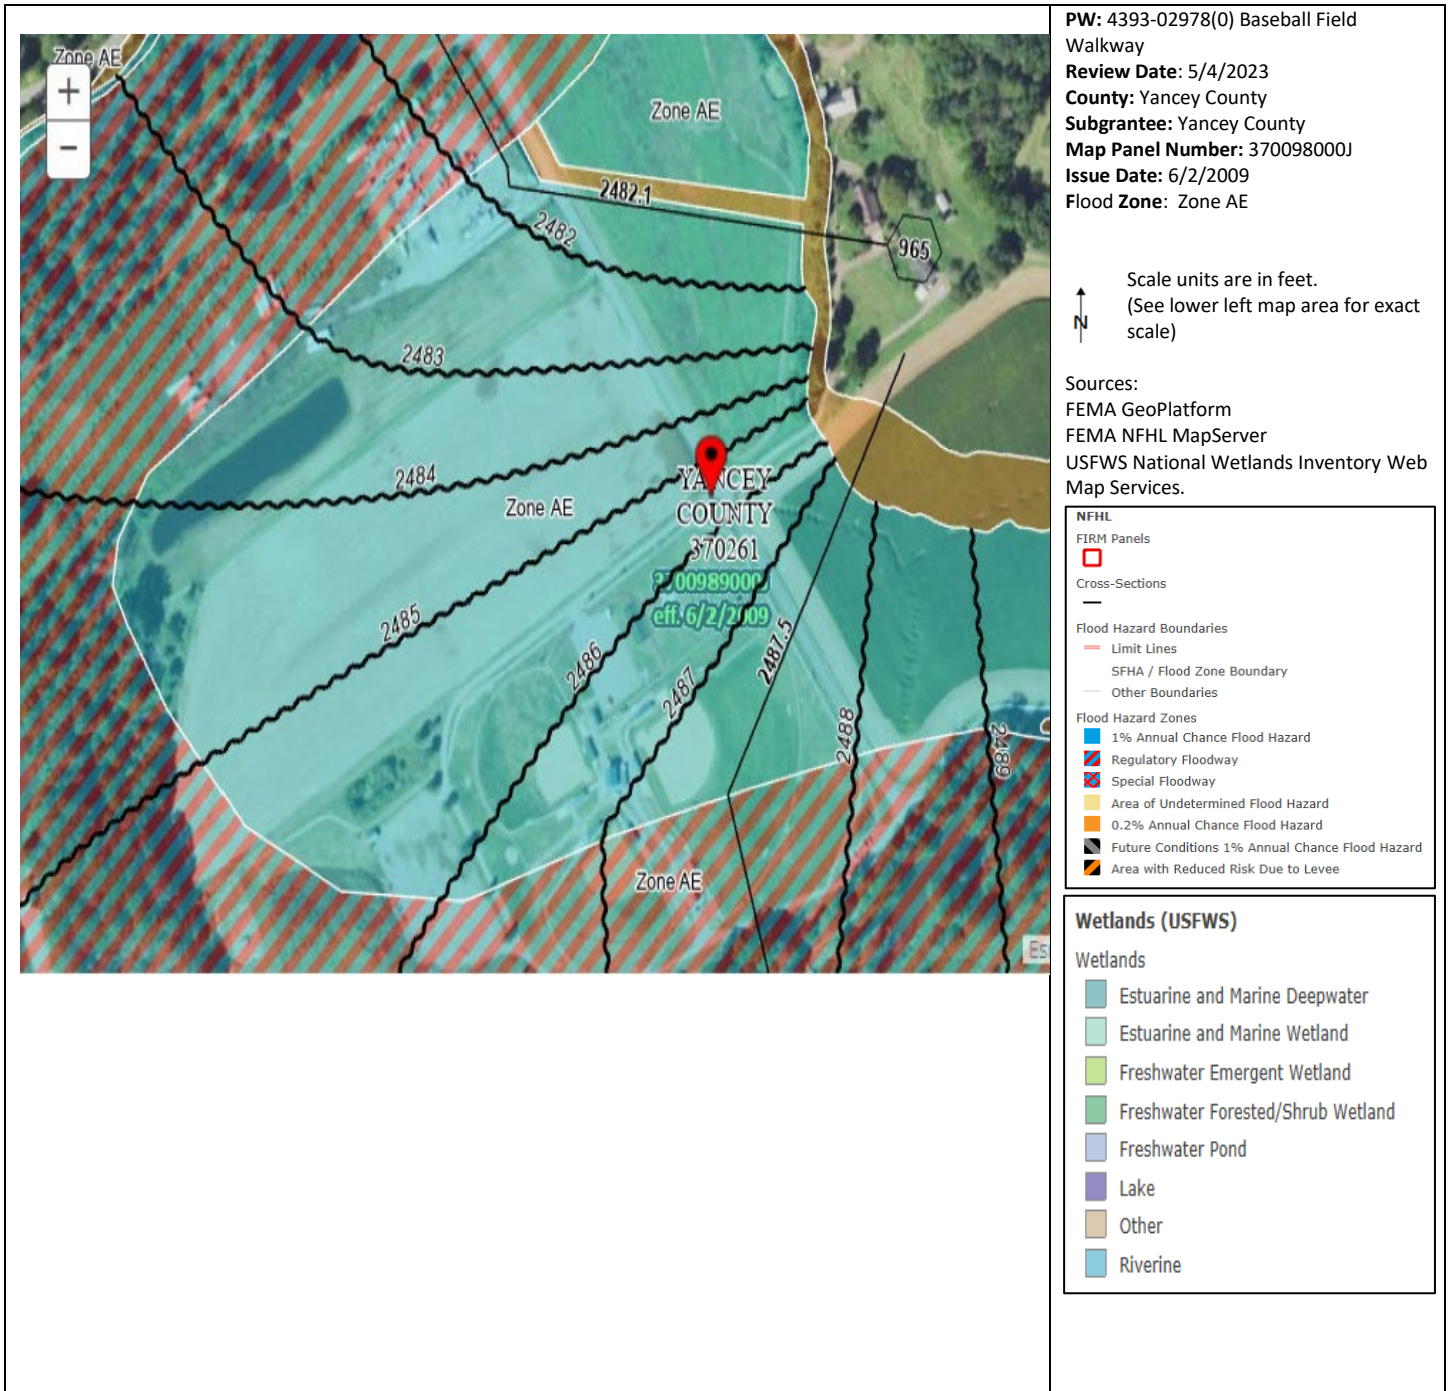 PW: 4393-02978(0) Baseball Field
Walkway
Review Date: 5/4/2023
County: Yancey County
Subgrantee: Yancey County
Map Panel Number: 370098000J
Issue Date: 6/2/2009
Flood Zone: Zone AE
Scale units are in feet.
(See lower left map area for exact
scale)
N
Sources:
FEMA GeoPlatform
FEMA NFHL MapServer
USFWS National Wetlands Inventory Web
Map Services.
NFHL
FIRM Panels
Cross-Sections
Flood Hazard Boundaries
Limit Lines
SFHA / Flood Zone Boundary
Other Boundaries
Flood Hazard Zones
1% Annual Chance Flood Hazard
Regulatory Floodway
Special Floodway
Area of Undetermined Flood Hazard
0.2% Annual Chance Flood Hazard
Future Conditions 1% Annual Chance Flood Hazard
Area with Reduced Risk Due to Levee
Wetlands (USFWS)
Wetlands
Estuarine and Marine Deepwater
Estuarine and Marine Wetland
Freshwater Emergent Wetland
Freshwater Forested/Shrub Wetland
Freshwater Pond
Lake
Other
Riverine
Zone AE
+
−
Zone AE
2482.1
2482
965
2483
2484
Zone AE
YANCEY
COUNTY
370261
eff. 6/2/2009
2485
2486
2487
2487.5
2488
2489
Zone AE
Es